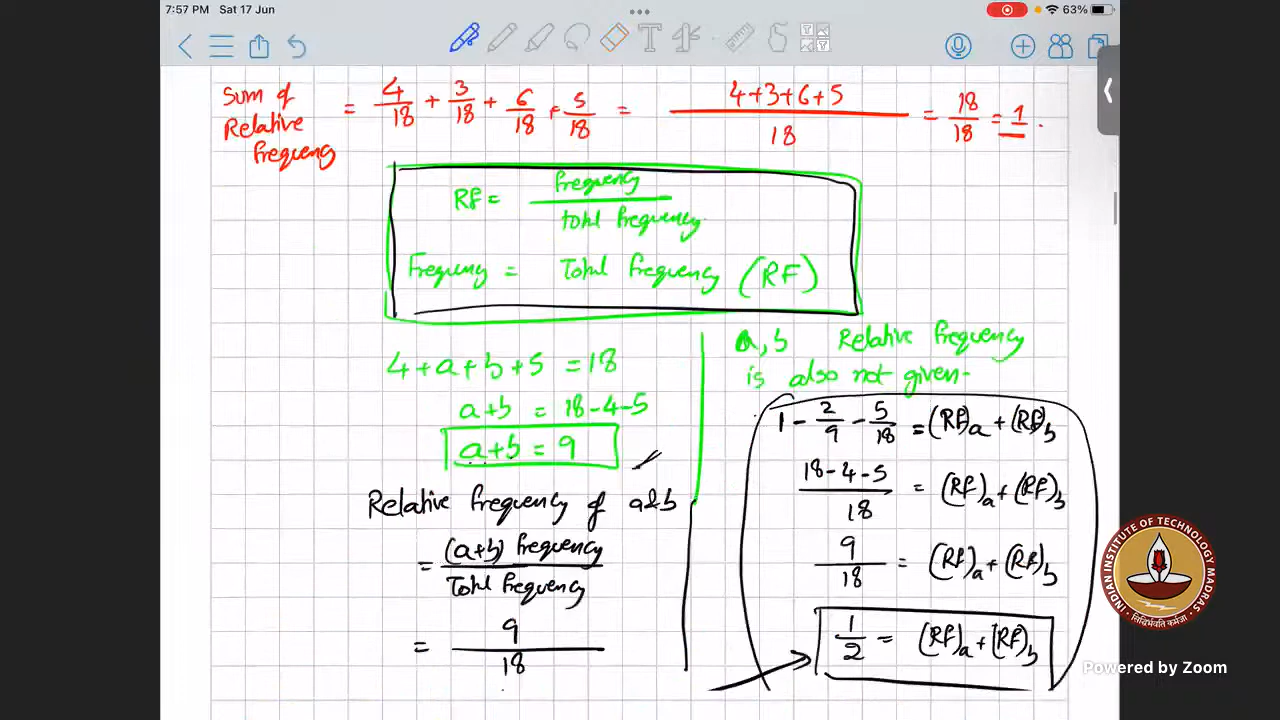 7:57 PM Sat 17 Jun
63%
Sum of Relative Frequency = 4/18 + 3/18 + 6/18 + 5/18 = (4+3+6+5)/18 = 18/18 = 1.
RF = frequency / total frequency.
Frequency = Total frequency (RF)
4+a+b+5 = 18
a+b = 18-4-5
a+b = 9
Relative frequency of a&b
= (a+b) frequency / Total frequency
= 9/18
a, b Relative frequency
is also not given-
1 - 2/9 - 5/18 = (RF)a + (RF)b
(18-4-5)/18 = (RF)a + (RF)b
9/18 = (RF)a + (RF)b
1/2 = (RF)a + (RF)b
INDIAN INSTITUTE OF TECHNOLOGY MADRAS
सिद्धिर्भवति कर्मजा
Powered by Zoom